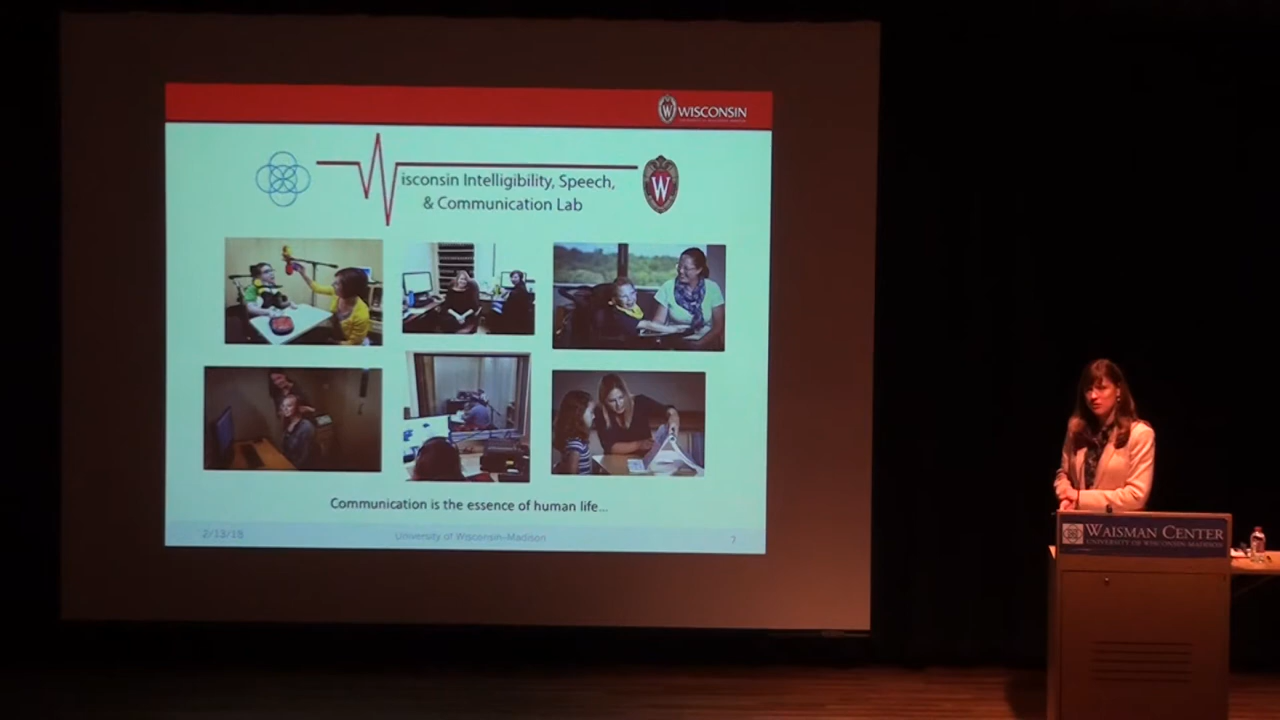 WISCONSIN
Wisconsin Intelligibility, Speech,
& Communication Lab
W
Communication is the essence of human life...
2/13/18
University of Wisconsin–Madison
7
WAISMAN CENTER
UNIVERSITY OF WISCONSIN-MADISON